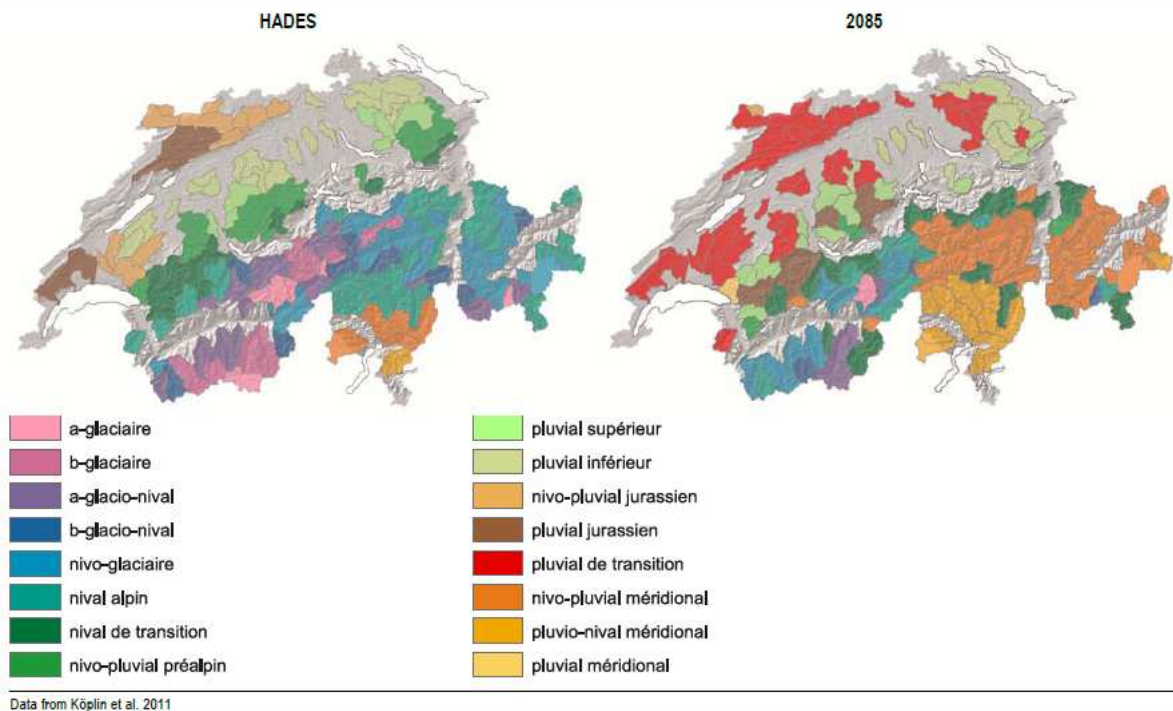 HADES
2085
a-glaciaire
b-glaciaire
a-glacio-nival
b-glacio-nival
nivo-glaciaire
nival alpin
nival de transition
nivo-pluvial préalpin
pluvial supérieur
pluvial inférieur
nivo-pluvial jurassien
pluvial jurassien
pluvial de transition
nivo-pluvial méridional
pluvio-nival méridional
pluvial méridional
Data from Köplin et al. 2011